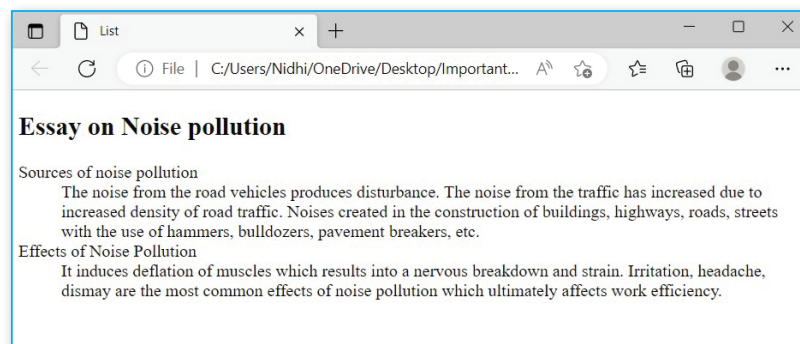 List
File | C:/Users/Nidhi/OneDrive/Desktop/Important...
Essay on Noise pollution
Sources of noise pollution
The noise from the road vehicles produces disturbance. The noise from the traffic has increased due to
increased density of road traffic. Noises created in the construction of buildings, highways, roads, streets
with the use of hammers, bulldozers, pavement breakers, etc.
Effects of Noise Pollution
It induces deflation of muscles which results into a nervous breakdown and strain. Irritation, headache,
dismay are the most common effects of noise pollution which ultimately affects work efficiency.